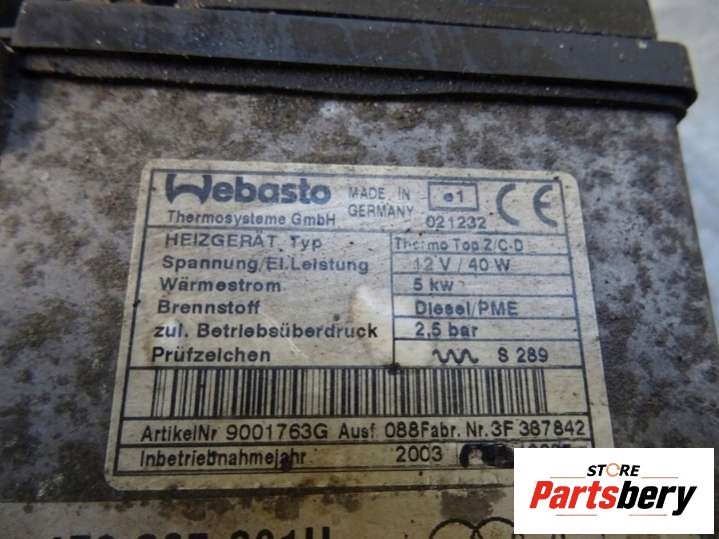 Webasto
Thermosysteme GmbH
MADE IN
GERMANY
e1
021232
CE
HEIZGERÄT Typ Thermo Top Z/C-D
Spannung/El.Leistung 12 V / 40 W
Wärmestrom 5 kw
Brennstoff Diesel/PME
zul. Betriebsüberdruck 2,5 bar
Prüfzeichen S 289
ArtikelNr 9001763G Ausf 088Fabr. Nr.3F 387842
Inbetriebnahmejahr 2003
STORE
Partsbery